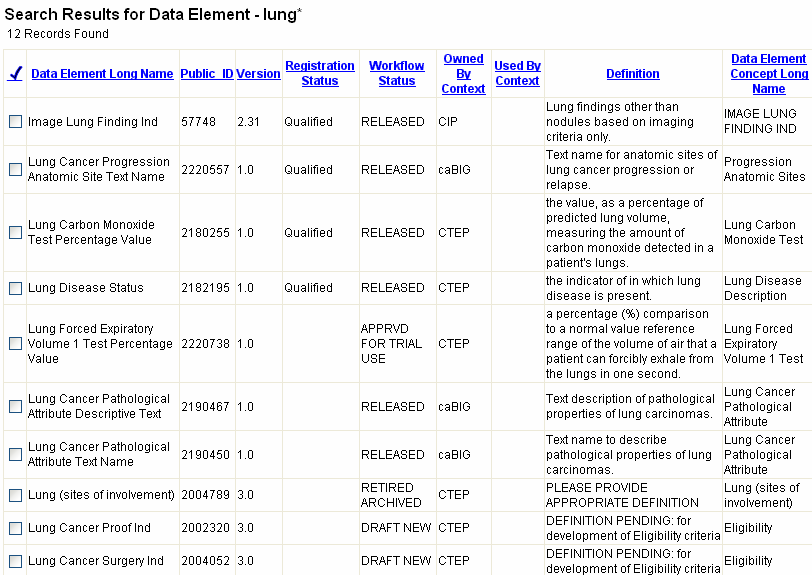 Search Results for Data Element - lung*
12 Records Found
Data Element Long Name Public_ID Version Registration Status Workflow Status Owned By Context Used By Context Definition Data Element Concept Long Name
Image Lung Finding Ind 57748 2.31 Qualified RELEASED CIP Lung findings other than nodules based on imaging criteria only. IMAGE LUNG FINDING IND
Lung Cancer Progression Anatomic Site Text Name 2220557 1.0 Qualified RELEASED caBIG Text name for anatomic sites of lung cancer progression or relapse. Progression Anatomic Sites
Lung Carbon Monoxide Test Percentage Value 2180255 1.0 Qualified RELEASED CTEP the value, as a percentage of predicted lung volume, measuring the amount of carbon monoxide detected in a patient's lungs. Lung Carbon Monoxide Test
Lung Disease Status 2182195 1.0 Qualified RELEASED CTEP the indicator of in which lung disease is present. Lung Disease Description
Lung Forced Expiratory Volume 1 Test Percentage Value 2220738 1.0 APPRVD FOR TRIAL USE CTEP a percentage (%) comparison to a normal value reference range of the volume of air that a patient can forcibly exhale from the lungs in one second. Lung Forced Expiratory Volume 1 Test
Lung Cancer Pathological Attribute Descriptive Text 2190467 1.0 RELEASED caBIG Text description of pathological properties of lung carcinomas. Lung Cancer Pathological Attribute
Lung Cancer Pathological Attribute Text Name 2190450 1.0 RELEASED caBIG Text name to describe pathological properties of lung carcinomas. Lung Cancer Pathological Attribute
Lung (sites of involvement) 2004789 3.0 RETIRED ARCHIVED CTEP PLEASE PROVIDE APPROPRIATE DEFINITION Lung (sites of involvement)
Lung Cancer Proof Ind 2002320 3.0 DRAFT NEW CTEP DEFINITION PENDING: for development of Eligibility criteria Eligibility
Lung Cancer Surgery Ind 2004052 3.0 DRAFT NEW CTEP DEFINITION PENDING: for development of Eligibility criteria Eligibility